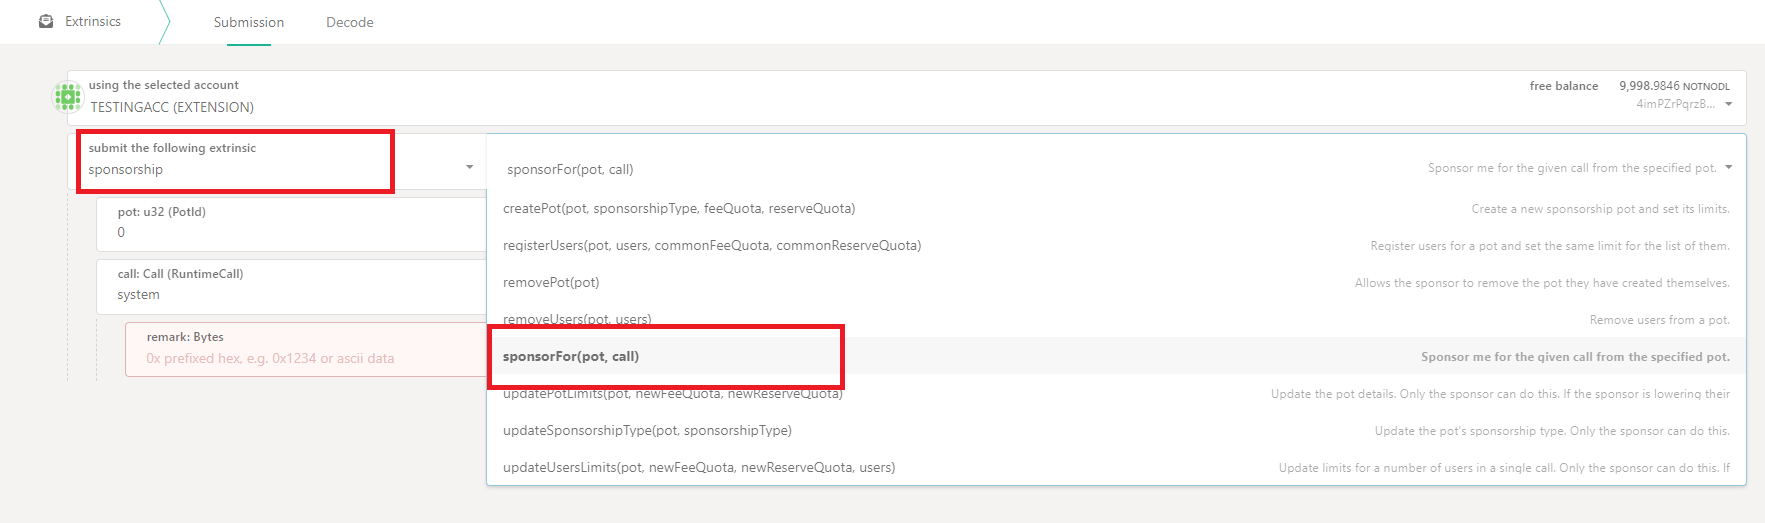 Extrinsics
Submission
Decode
using the selected account
TESTINGACC (EXTENSION)
free balance 9,998.9846 NOTNODL
4imPZrPqrzB...
submit the following extrinsic
sponsorship
sponsorFor(pot, call) Sponsor me for the given call from the specified pot.
pot: u32 (PotId)
0
call: Call (RuntimeCall)
system
remark: Bytes
0x prefixed hex, e.g. 0x1234 or ascii data
createPot(pot, sponsorshipType, feeQuota, reserveQuota) Create a new sponsorship pot and set its limits.
registerUsers(pot, users, commonFeeQuota, commonReserveQuota) Register users for a pot and set the same limit for the list of them.
removePot(pot) Allows the sponsor to remove the pot they have created themselves.
removeUsers(pot, users) Remove users from a pot.
sponsorFor(pot, call) Sponsor me for the given call from the specified pot.
updatePotLimits(pot, newFeeQuota, newReserveQuota) Update the pot details. Only the sponsor can do this. If the sponsor is lowering their
updateSponsorshipType(pot, sponsorshipType) Update the pot's sponsorship type. Only the sponsor can do this.
updateUsersLimits(pot, newFeeQuota, newReserveQuota, users) Update limits for a number of users in a single call. Only the sponsor can do this. If